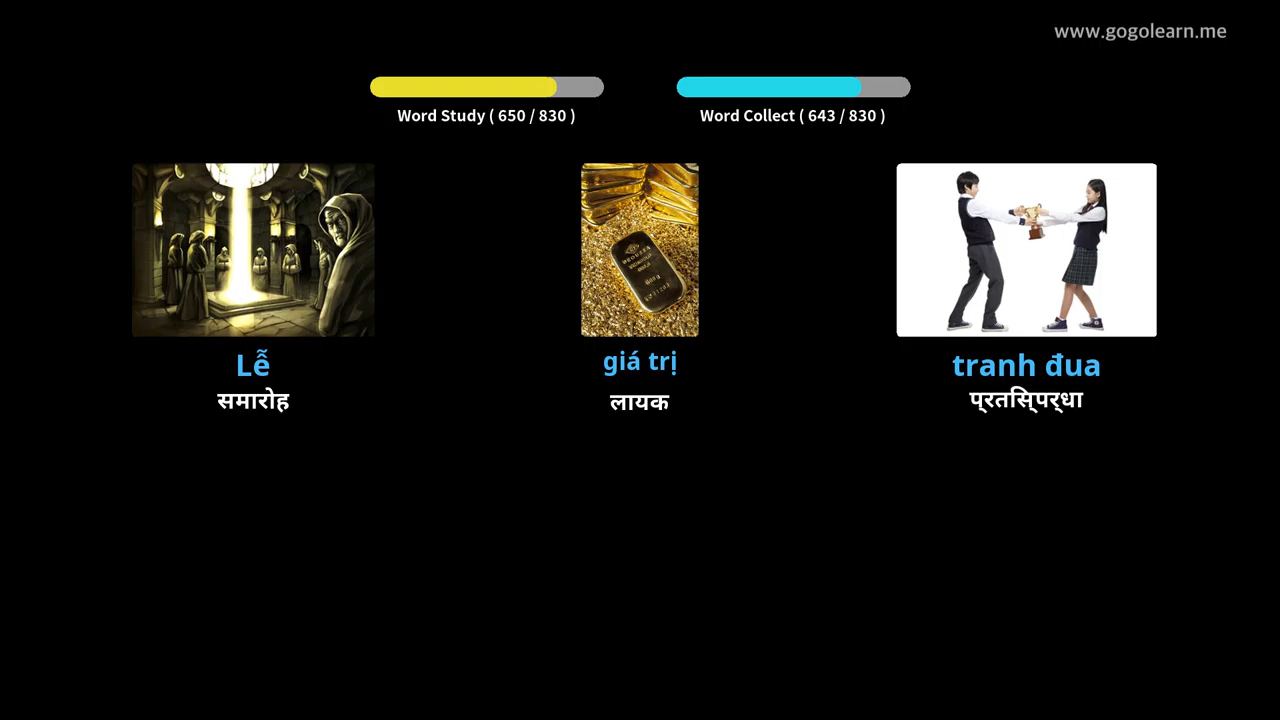 www.gogolearn.me
Word Study ( 650 / 830 )
Word Collect ( 643 / 830 )
Lễ
giá trị
tranh đua
समारोह
लायक
प्रतिस्पर्धा